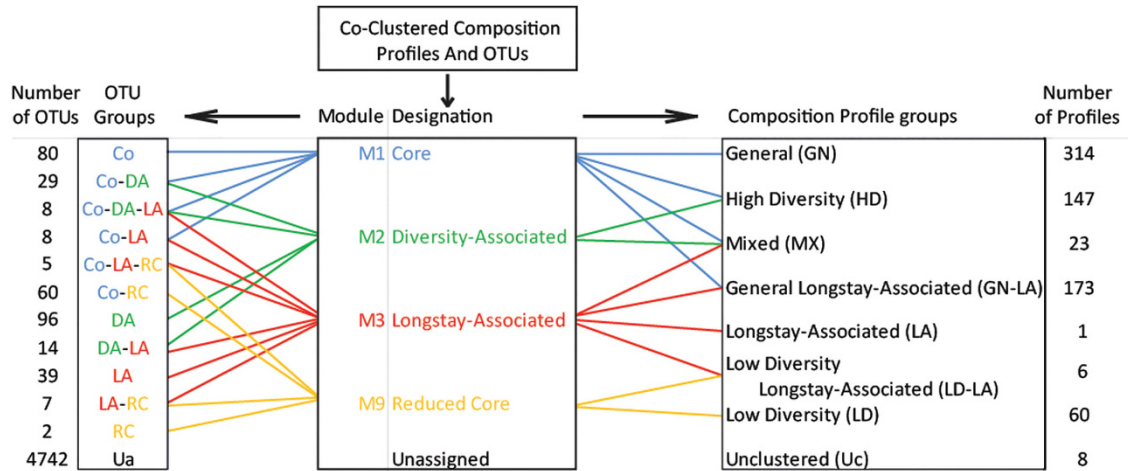 Co-Clustered Composition
Profiles And OTUs
Number
of OTUs
OTU
Groups
Module Designation
Composition Profile groups
Number
of Profiles
80 Co M1 Core General (GN) 314
29 Co-DA High Diversity (HD) 147
8 Co-DA-LA
8 Co-LA M2 Diversity-Associated Mixed (MX) 23
5 Co-LA-RC
60 Co-RC General Longstay-Associated (GN-LA) 173
96 DA M3 Longstay-Associated Longstay-Associated (LA) 1
14 DA-LA
39 LA Low Diversity
Longstay-Associated (LD-LA) 6
7 LA-RC M9 Reduced Core Low Diversity (LD) 60
2 RC
4742 Ua Unassigned Unclustered (Uc) 8